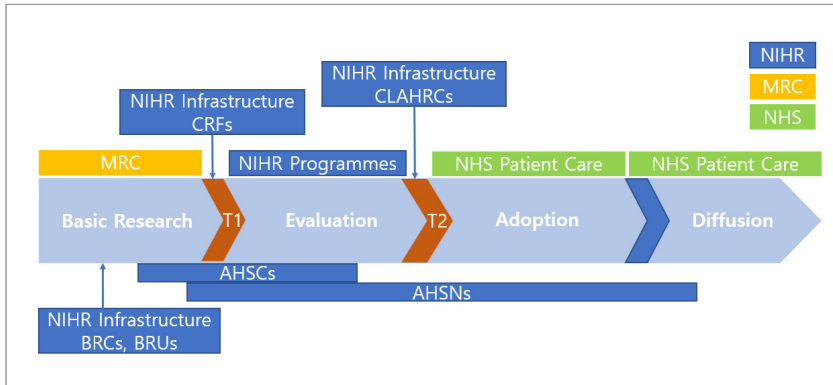 NIHR
MRC
NHS
NIHR Infrastructure
CLAHRCs
NIHR Infrastructure
CRFs
MRC
NIHR Programmes
NHS Patient Care
NHS Patient Care
Basic Research
T1
Evaluation
T2
Adoption
Diffusion
AHSCs
AHSNs
NIHR Infrastructure
BRCs, BRUs